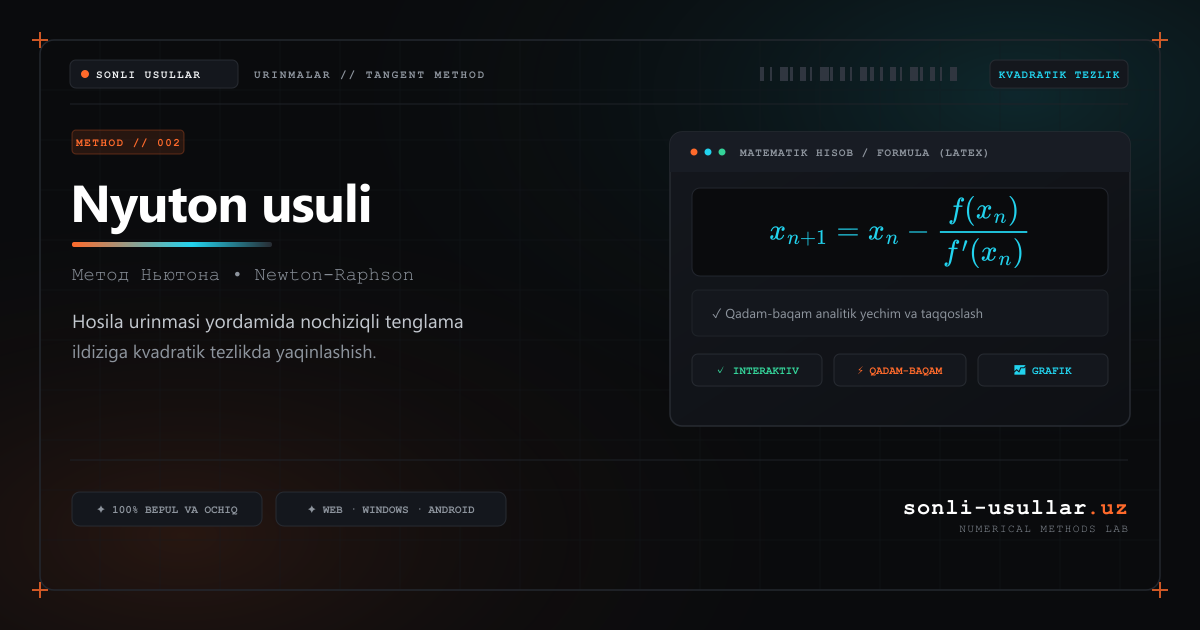 SONLI USULLAR
URINMALAR // TANGENT METHOD
KVADRATIK TEZLIK
METHOD // 002
Nyuton usuli
Метод Ньютона • Newton-Raphson
Hosila urinmasi yordamida nochiziqli tenglama
ildiziga kvadratik tezlikda yaqinlashish.
MATEMATIK HISOB / FORMULA (LATEX)
x_{n+1} = x_n − f(x_n) / f′(x_n)
✓ Qadam-baqam analitik yechim va taqqoslash
✓ INTERAKTIV
⚡ QADAM-BAQAM
GRAFIK
✦ 100% BEPUL VA OCHIQ
✦ WEB · WINDOWS · ANDROID
sonli-usullar.uz
NUMERICAL METHODS LAB